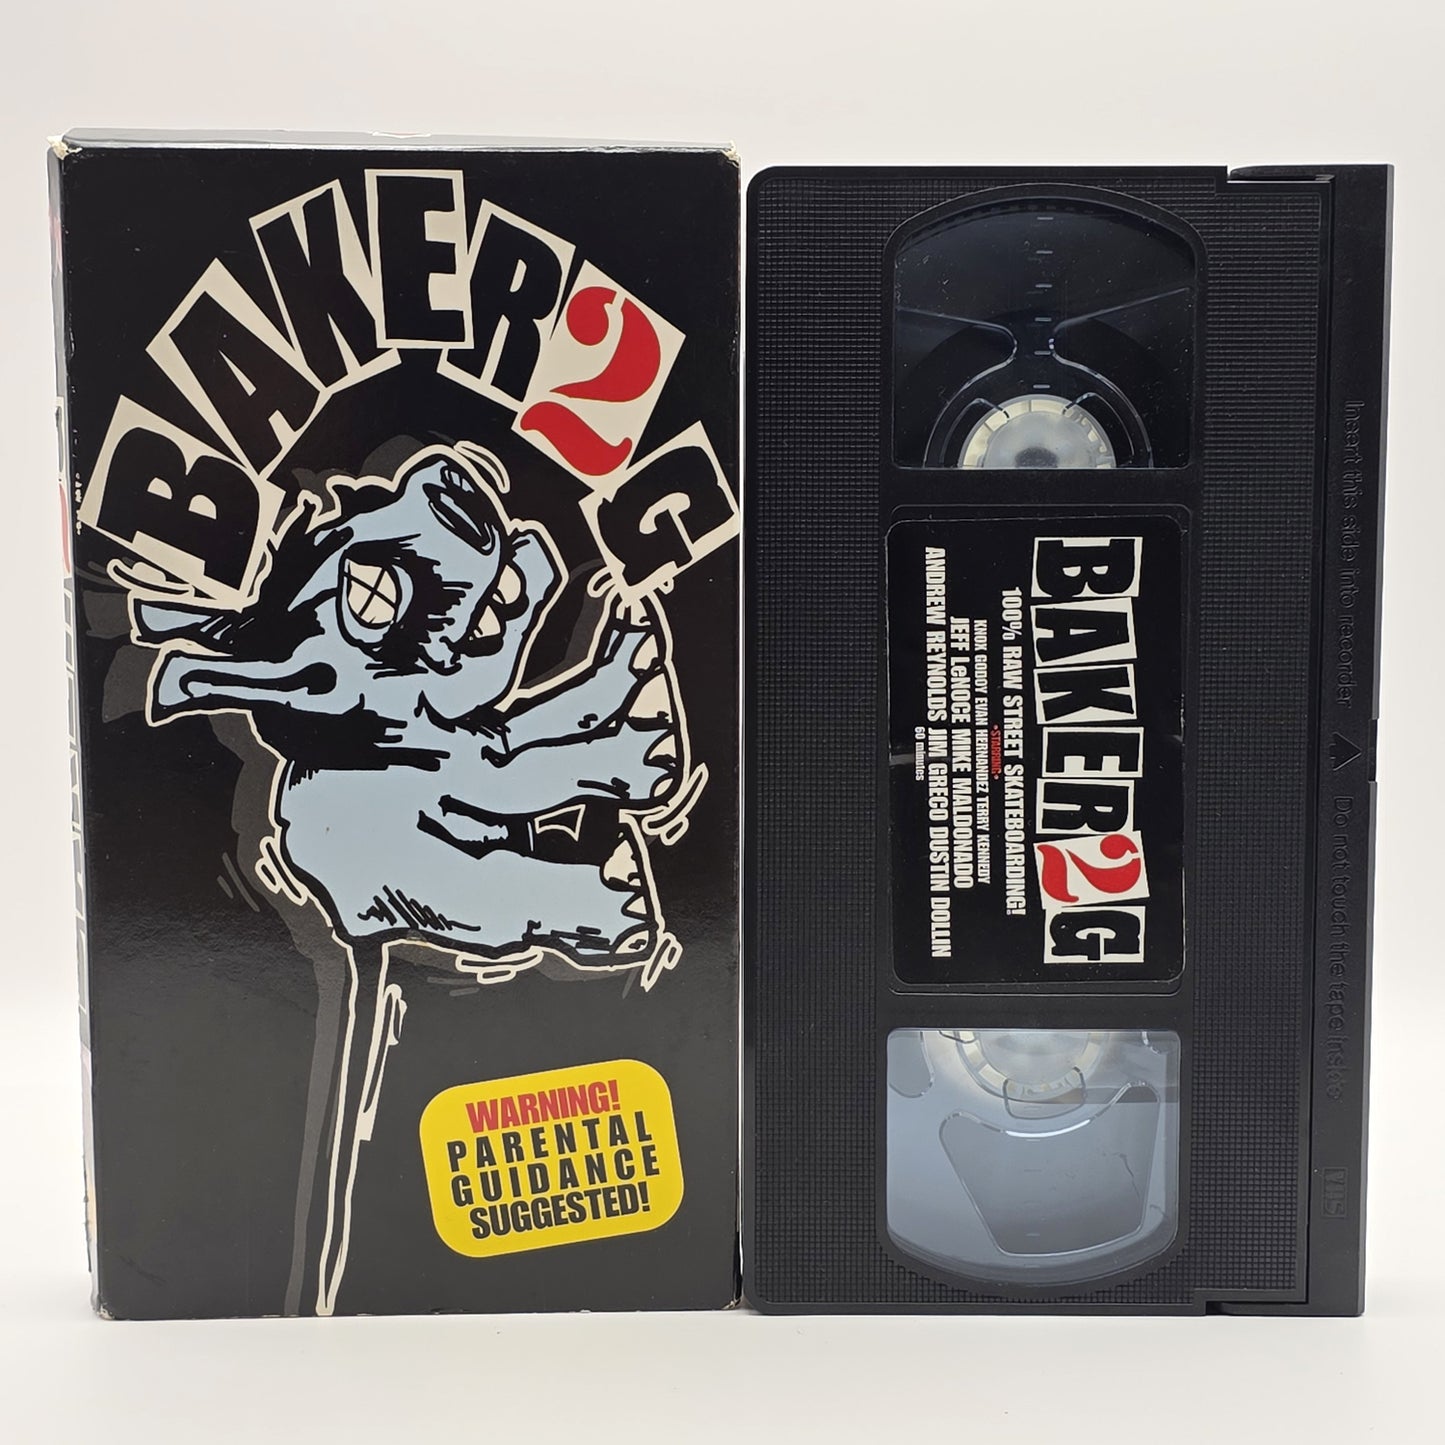 BAKER2G
WARNING!
PARENTAL
GUIDANCE
SUGGESTED!
BAKER2G
100% RAW STREET SKATEBOARDING!
•STARRING•
KNOX GODOY EVAN HERNANDEZ TERRY KENNEDY
JEFF LeNOCE MIKE MALDONADO
ANDREW REYNOLDS JIM GRECO DUSTIN DOLLIN
60 minutes
Insert this side into recorder
Do not touch the tape inside
VHS